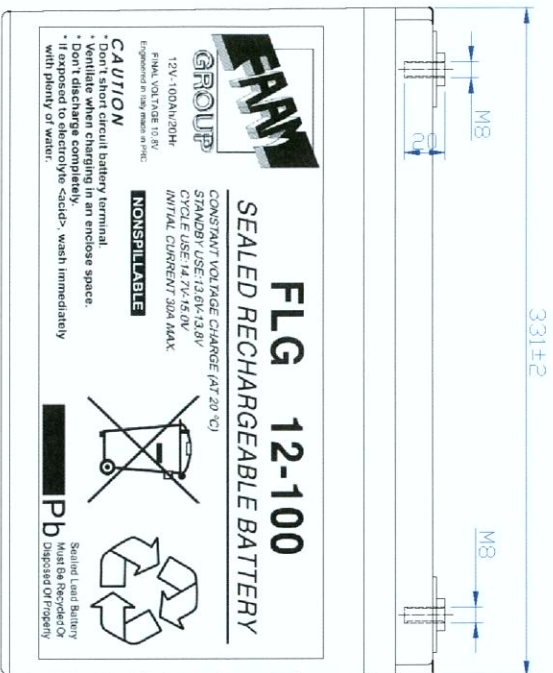 331±2
M8
20
M8
FAAM
GROUP
12V-100Ah/20Hr
FINAL VOLTAGE 10.8V
Engineered in Italy made in PRC
FLG 12-100
SEALED RECHARGEABLE BATTERY
CONSTANT VOLTAGE CHARGE (AT 20 °C)
STANDBY USE:13.6V-13.8V
CYCLE USE:14.7V-15.0V
INITIAL CURRENT 30A MAX.
NONSPILLABLE
CAUTION
* Don't short circuit battery terminal.
* Ventilate when charging in an enclose space.
* Don't discharge completely.
* If exposed to electrolyte <acid>, wash immediately
with plenty of water.
Pb
Sealed Lead Battery
Must Be Recycled Or
Disposed Of Properly